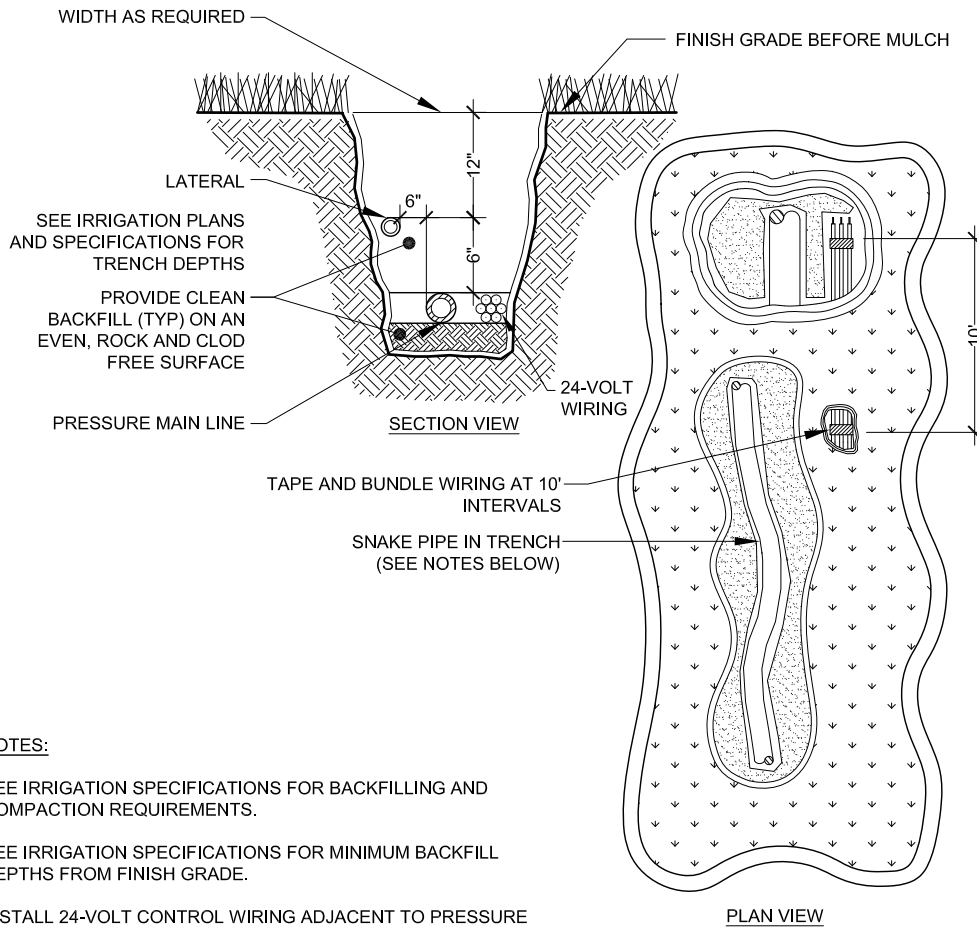 WIDTH AS REQUIRED
FINISH GRADE BEFORE MULCH
12"
LATERAL
6"
SEE IRRIGATION PLANS
AND SPECIFICATIONS FOR
TRENCH DEPTHS
6"
PROVIDE CLEAN
BACKFILL (TYP) ON AN
EVEN, ROCK AND CLOD
FREE SURFACE
10'
PRESSURE MAIN LINE
24-VOLT
WIRING
SECTION VIEW
TAPE AND BUNDLE WIRING AT 10'
INTERVALS
SNAKE PIPE IN TRENCH
(SEE NOTES BELOW)
OTES:
EE IRRIGATION SPECIFICATIONS FOR BACKFILLING AND
OMPACTION REQUIREMENTS.
EE IRRIGATION SPECIFICATIONS FOR MINIMUM BACKFILL
EPTHS FROM FINISH GRADE.
STALL 24-VOLT CONTROL WIRING ADJACENT TO PRESSURE
PLAN VIEW